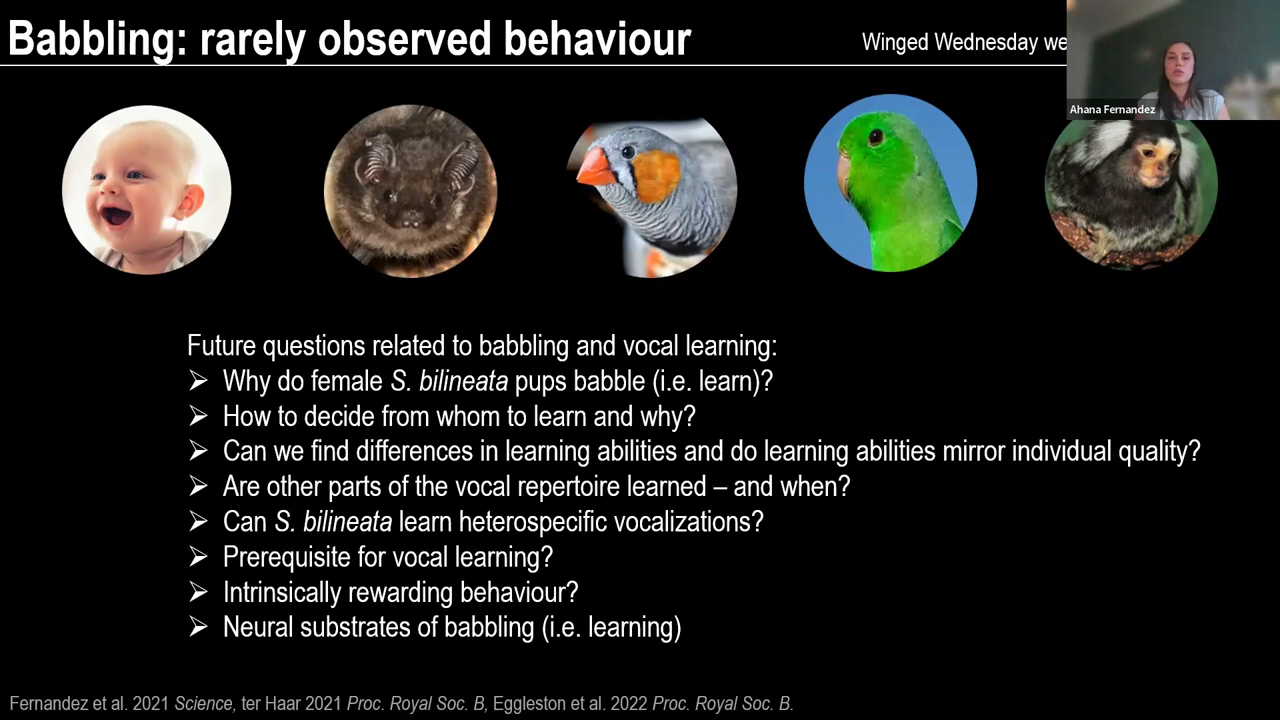 Babbling: rarely observed behaviour
Winged Wednesday we
Ahana Fernandez
Future questions related to babbling and vocal learning:
➢ Why do female S. bilineata pups babble (i.e. learn)?
➢ How to decide from whom to learn and why?
➢ Can we find differences in learning abilities and do learning abilities mirror individual quality?
➢ Are other parts of the vocal repertoire learned – and when?
➢ Can S. bilineata learn heterospecific vocalizations?
➢ Prerequisite for vocal learning?
➢ Intrinsically rewarding behaviour?
➢ Neural substrates of babbling (i.e. learning)
Fernandez et al. 2021 Science, ter Haar 2021 Proc. Royal Soc. B, Eggleston et al. 2022 Proc. Royal Soc. B.